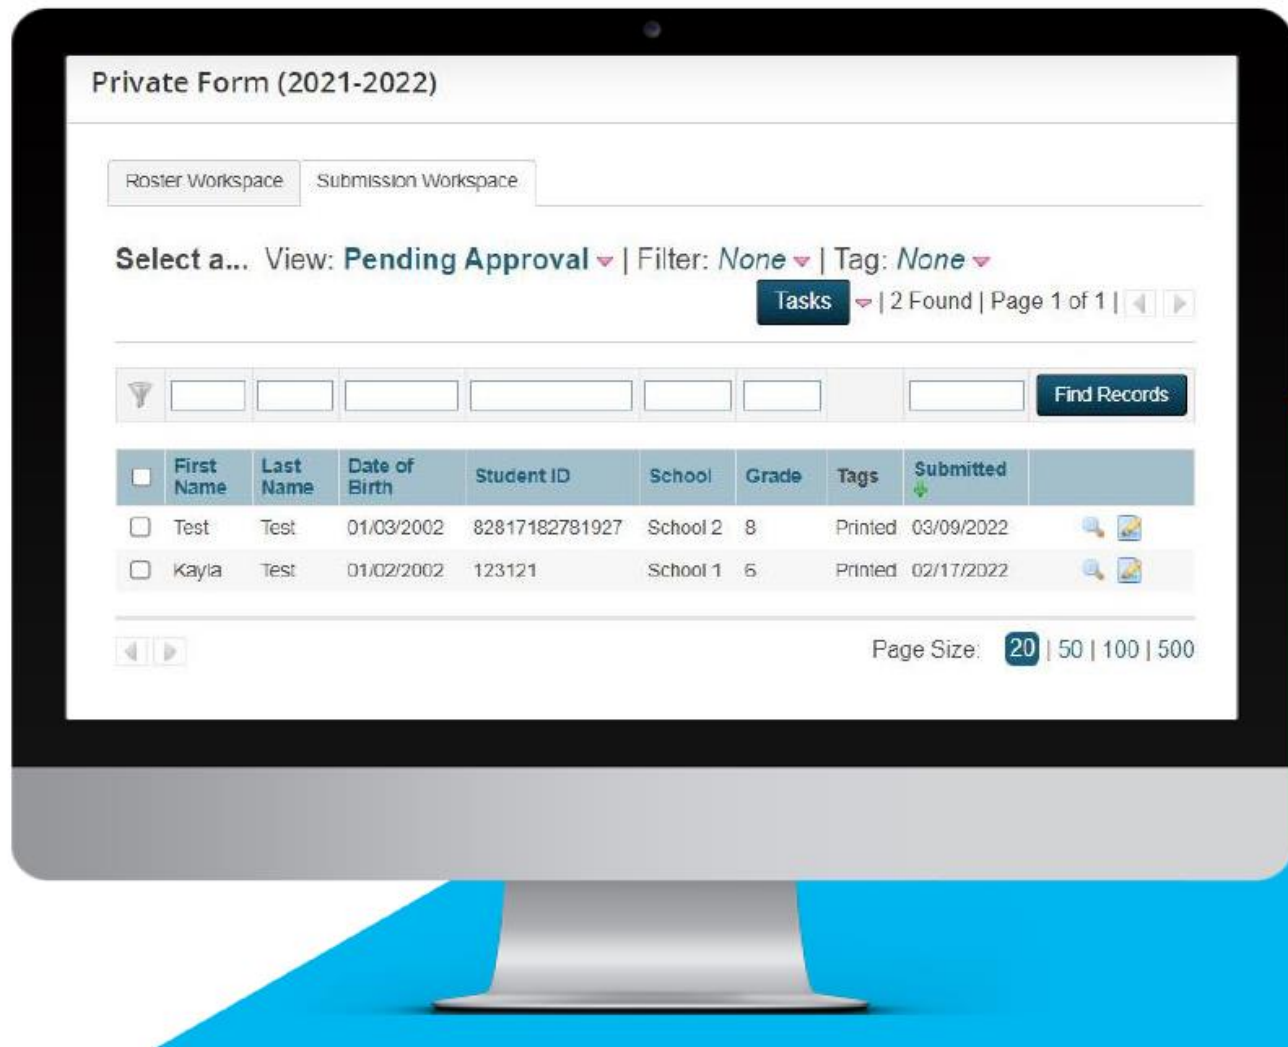 Private Form (2021-2022)
Roster Workspace Submission Workspace
Select a... View: Pending Approval | Filter: None | Tag: None
Tasks | 2 Found | Page 1 of 1 |
Find Records
First Name Last Name Date of Birth Student ID School Grade Tags Submitted
Test Test 01/03/2002 82817182781927 School 2 8 Printed 03/09/2022
Kayla Test 01/02/2002 123121 School 1 6 Printed 02/17/2022
Page Size: 20 | 50 | 100 | 500